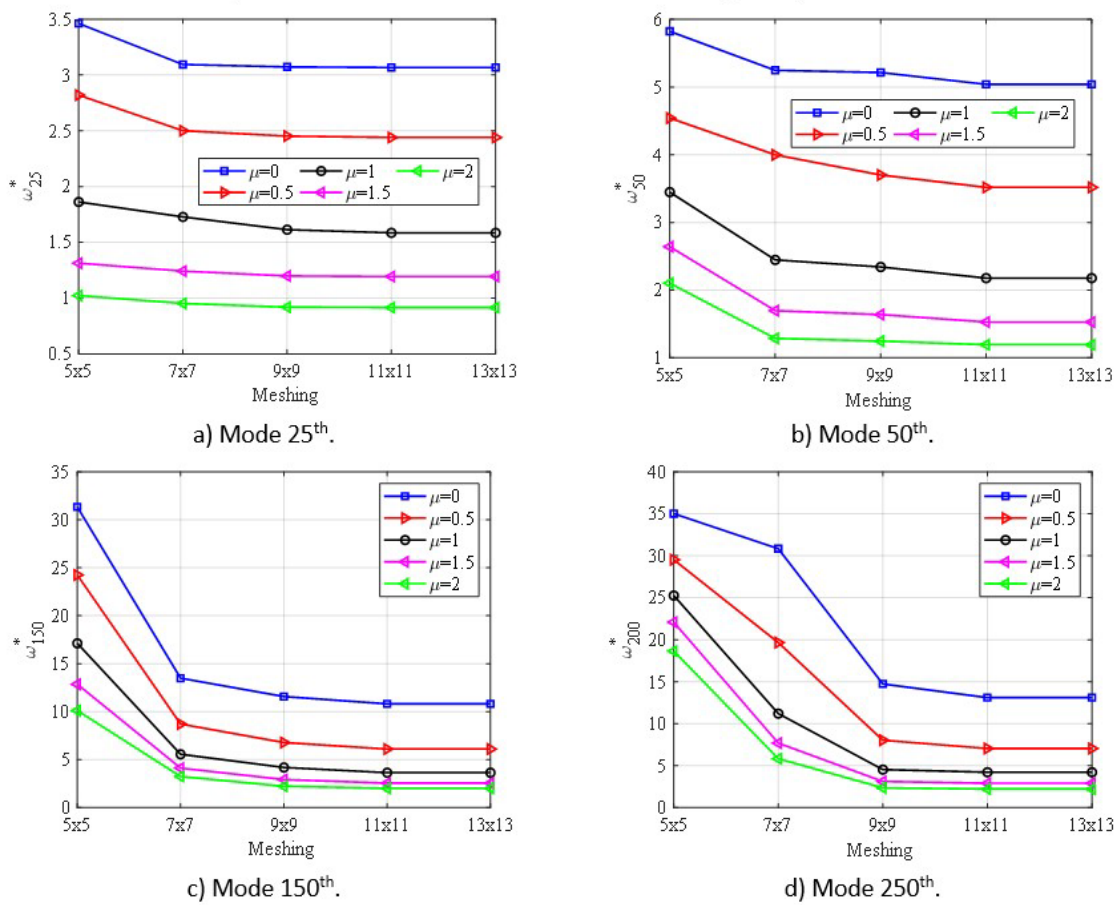 3.5
3
2.5
2
1.5
1
0.5
ω*25
μ=0 μ=1 μ=2
μ=0.5 μ=1.5
5x5 7x7 9x9 11x11 13x13
Meshing
a) Mode 25th.
6
5
4
3
2
1
ω*50
μ=0 μ=1 μ=2
μ=0.5 μ=1.5
5x5 7x7 9x9 11x11 13x13
Meshing
b) Mode 50th.
35
30
25
20
15
10
5
0
ω*150
μ=0
μ=0.5
μ=1
μ=1.5
μ=2
5x5 7x7 9x9 11x11 13x13
Meshing
c) Mode 150th.
40
35
30
25
20
15
10
5
0
ω*200
μ=0
μ=0.5
μ=1
μ=1.5
μ=2
5x5 7x7 9x9 11x11 13x13
Meshing
d) Mode 250th.